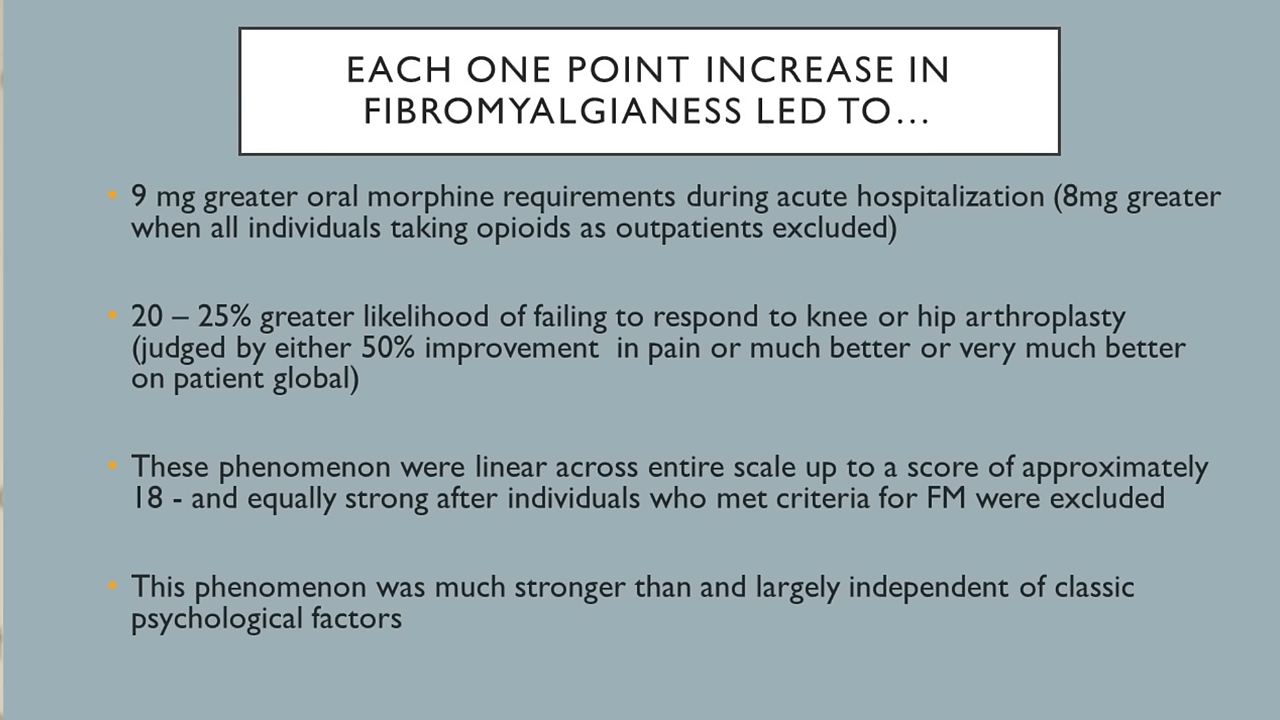 EACH ONE POINT INCREASE IN
FIBROMYALGIANESS LED TO...
• 9 mg greater oral morphine requirements during acute hospitalization (8mg greater
when all individuals taking opioids as outpatients excluded)
• 20 – 25% greater likelihood of failing to respond to knee or hip arthroplasty
(judged by either 50% improvement  in pain or much better or very much better
on patient global)
• These phenomenon were linear across entire scale up to a score of approximately
18 - and equally strong after individuals who met criteria for FM were excluded
• This phenomenon was much stronger than and largely independent of classic
psychological factors